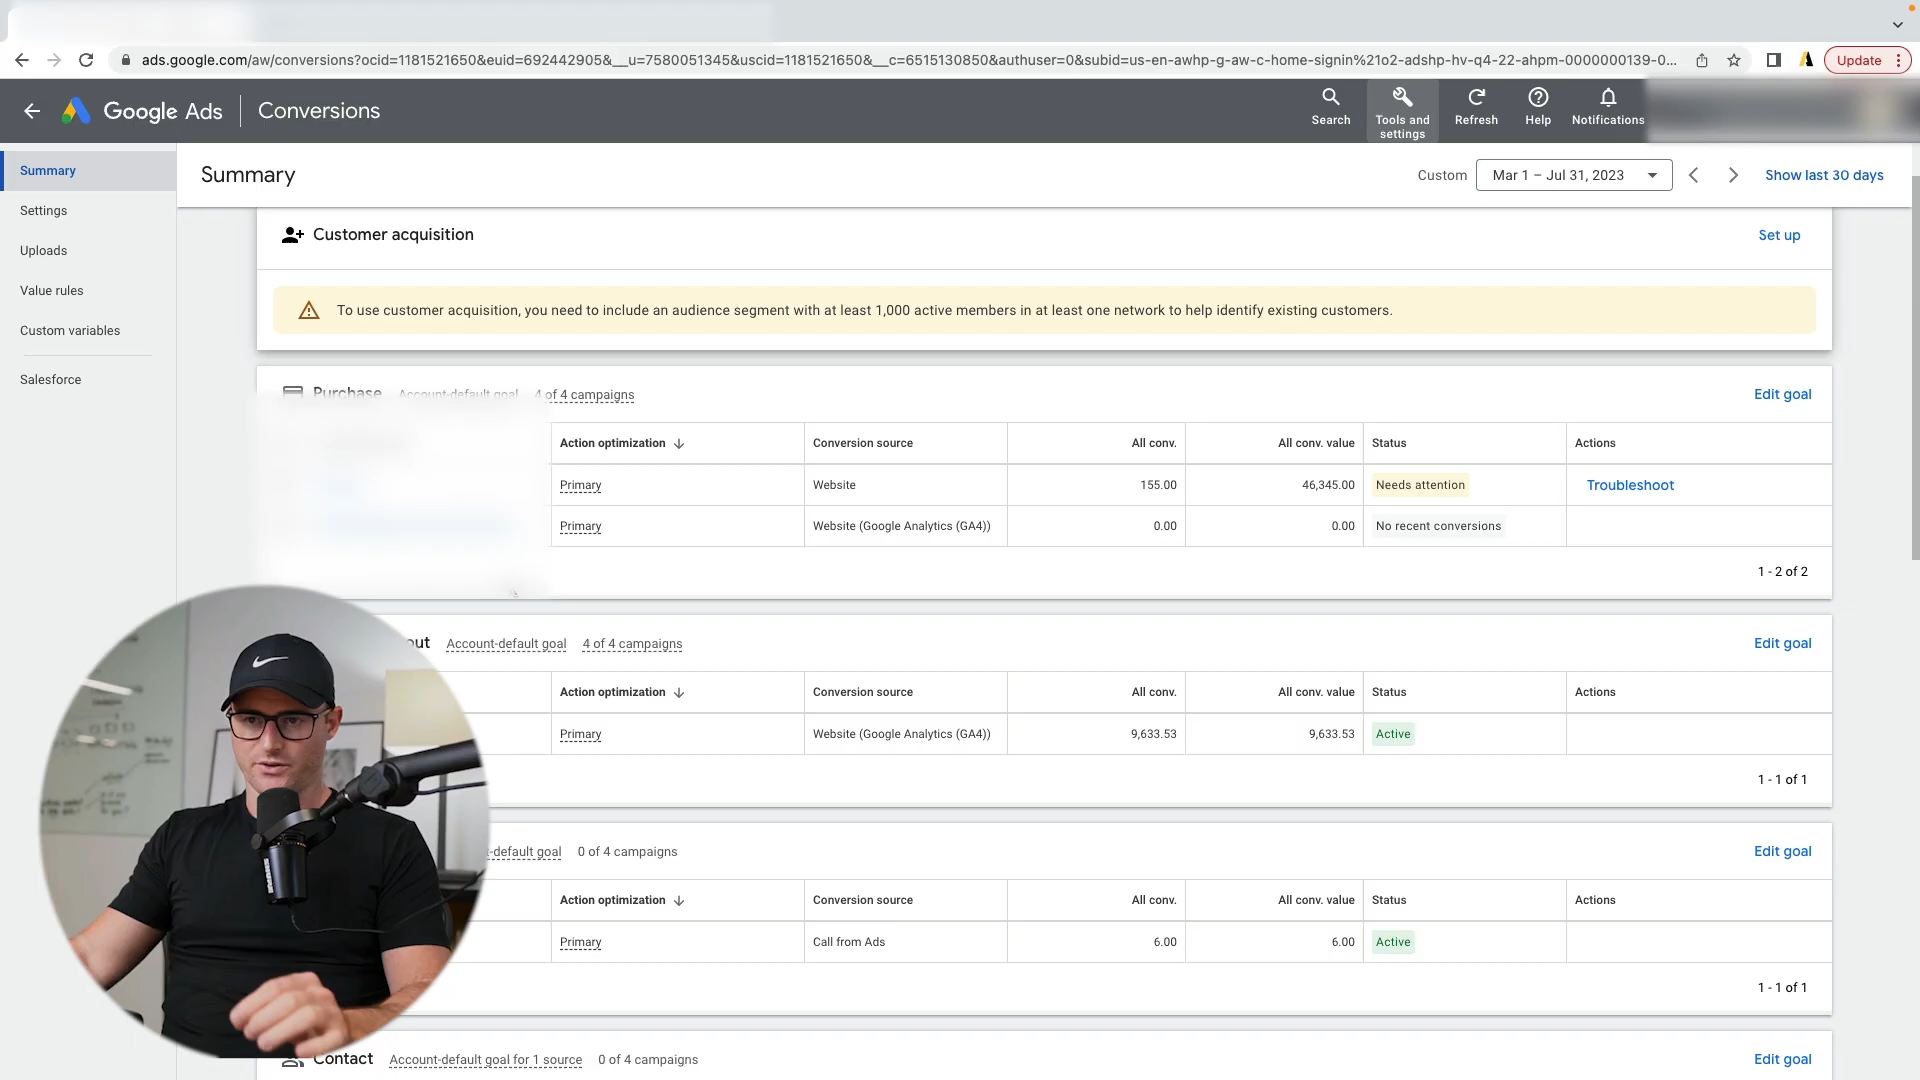 ads.google.com/aw/conversions?ocid=1181521650&euid=692442905&__u=7580051345&uscid=1181521650&__c=6515130850&authuser=0&subid=us-en-awhp-g-aw-c-home-signin%21o2-adshp-hv-q4-22-ahpm-0000000139-0... Update
Google Ads Conversions
Search Tools and settings Refresh Help Notifications
Summary
Settings
Uploads
Value rules
Custom variables
Salesforce
Summary Custom Mar 1 – Jul 31, 2023 Show last 30 days
Customer acquisition Set up
To use customer acquisition, you need to include an audience segment with at least 1,000 active members in at least one network to help identify existing customers.
Purchase Account-default goal 4 of 4 campaigns Edit goal
Action optimization Conversion source All conv. All conv. value Status Actions
Primary Website 155.00 46,345.00 Needs attention Troubleshoot
Primary Website (Google Analytics (GA4)) 0.00 0.00 No recent conversions
1 - 2 of 2
out Account-default goal 4 of 4 campaigns Edit goal
Action optimization Conversion source All conv. All conv. value Status Actions
Primary Website (Google Analytics (GA4)) 9,633.53 9,633.53 Active
1 - 1 of 1
-default goal 0 of 4 campaigns Edit goal
Action optimization Conversion source All conv. All conv. value Status Actions
Primary Call from Ads 6.00 6.00 Active
1 - 1 of 1
Contact Account-default goal for 1 source 0 of 4 campaigns Edit goal